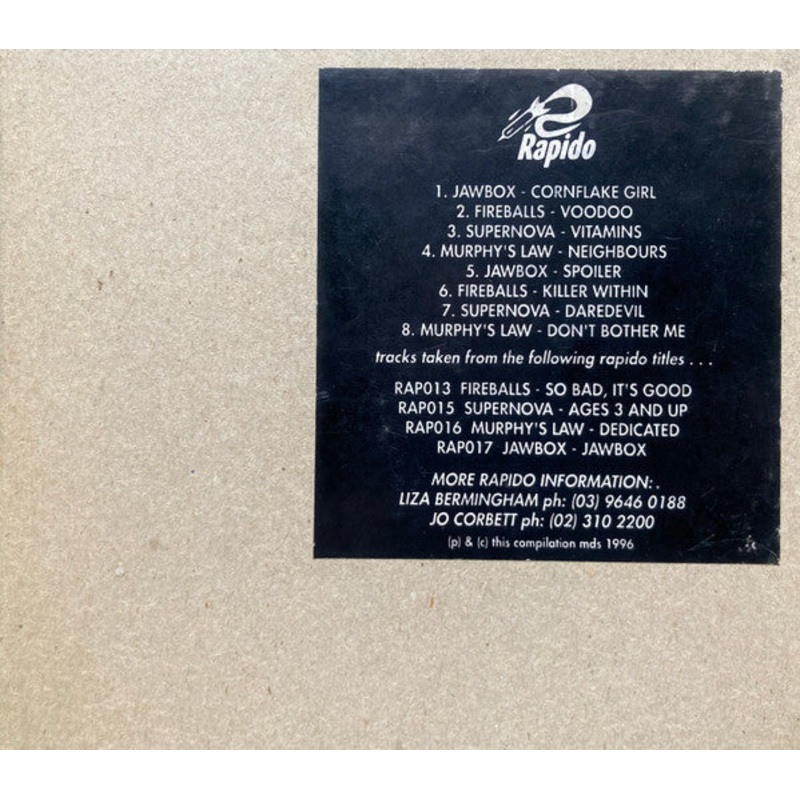 Rapido
1. JAWBOX - CORNFLAKE GIRL
2. FIREBALLS - VOODOO
3. SUPERNOVA - VITAMINS
4. MURPHY'S LAW - NEIGHBOURS
5. JAWBOX - SPOILER
6. FIREBALLS - KILLER WITHIN
7. SUPERNOVA - DAREDEVIL
8. MURPHY'S LAW - DON'T BOTHER ME
tracks taken from the following rapido titles . . .
RAP013 FIREBALLS - SO BAD, IT'S GOOD
RAP015 SUPERNOVA - AGES 3 AND UP
RAP016 MURPHY'S LAW - DEDICATED
RAP017 JAWBOX - JAWBOX
MORE RAPIDO INFORMATION: .
LIZA BERMINGHAM ph: (03) 9646 0188
JO CORBETT ph: (02) 310 2200
(p) & (c) this compilation mds 1996